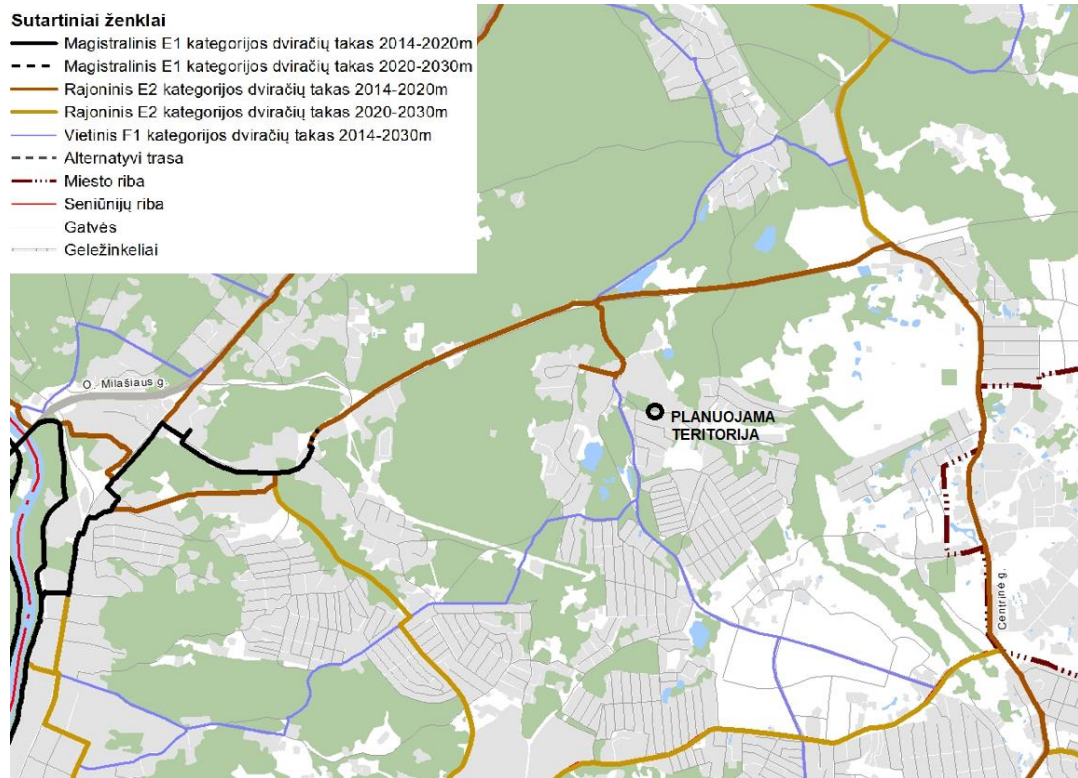 Sutartiniai ženklai
Magistralinis E1 kategorijos dviračių takas 2014-2020m
Magistralinis E1 kategorijos dviračių takas 2020-2030m
Rajoninis E2 kategorijos dviračių takas 2014-2020m
Rajoninis E2 kategorijos dviračių takas 2020-2030m
Vietinis F1 kategorijos dviračių takas 2014-2030m
Alternatyvi trasa
Miesto riba
Seniūnijų riba
Gatvės
Geležinkeliai
O. Milašiaus g.
PLANUOJAMA
TERITORIJA
Centrinė g.